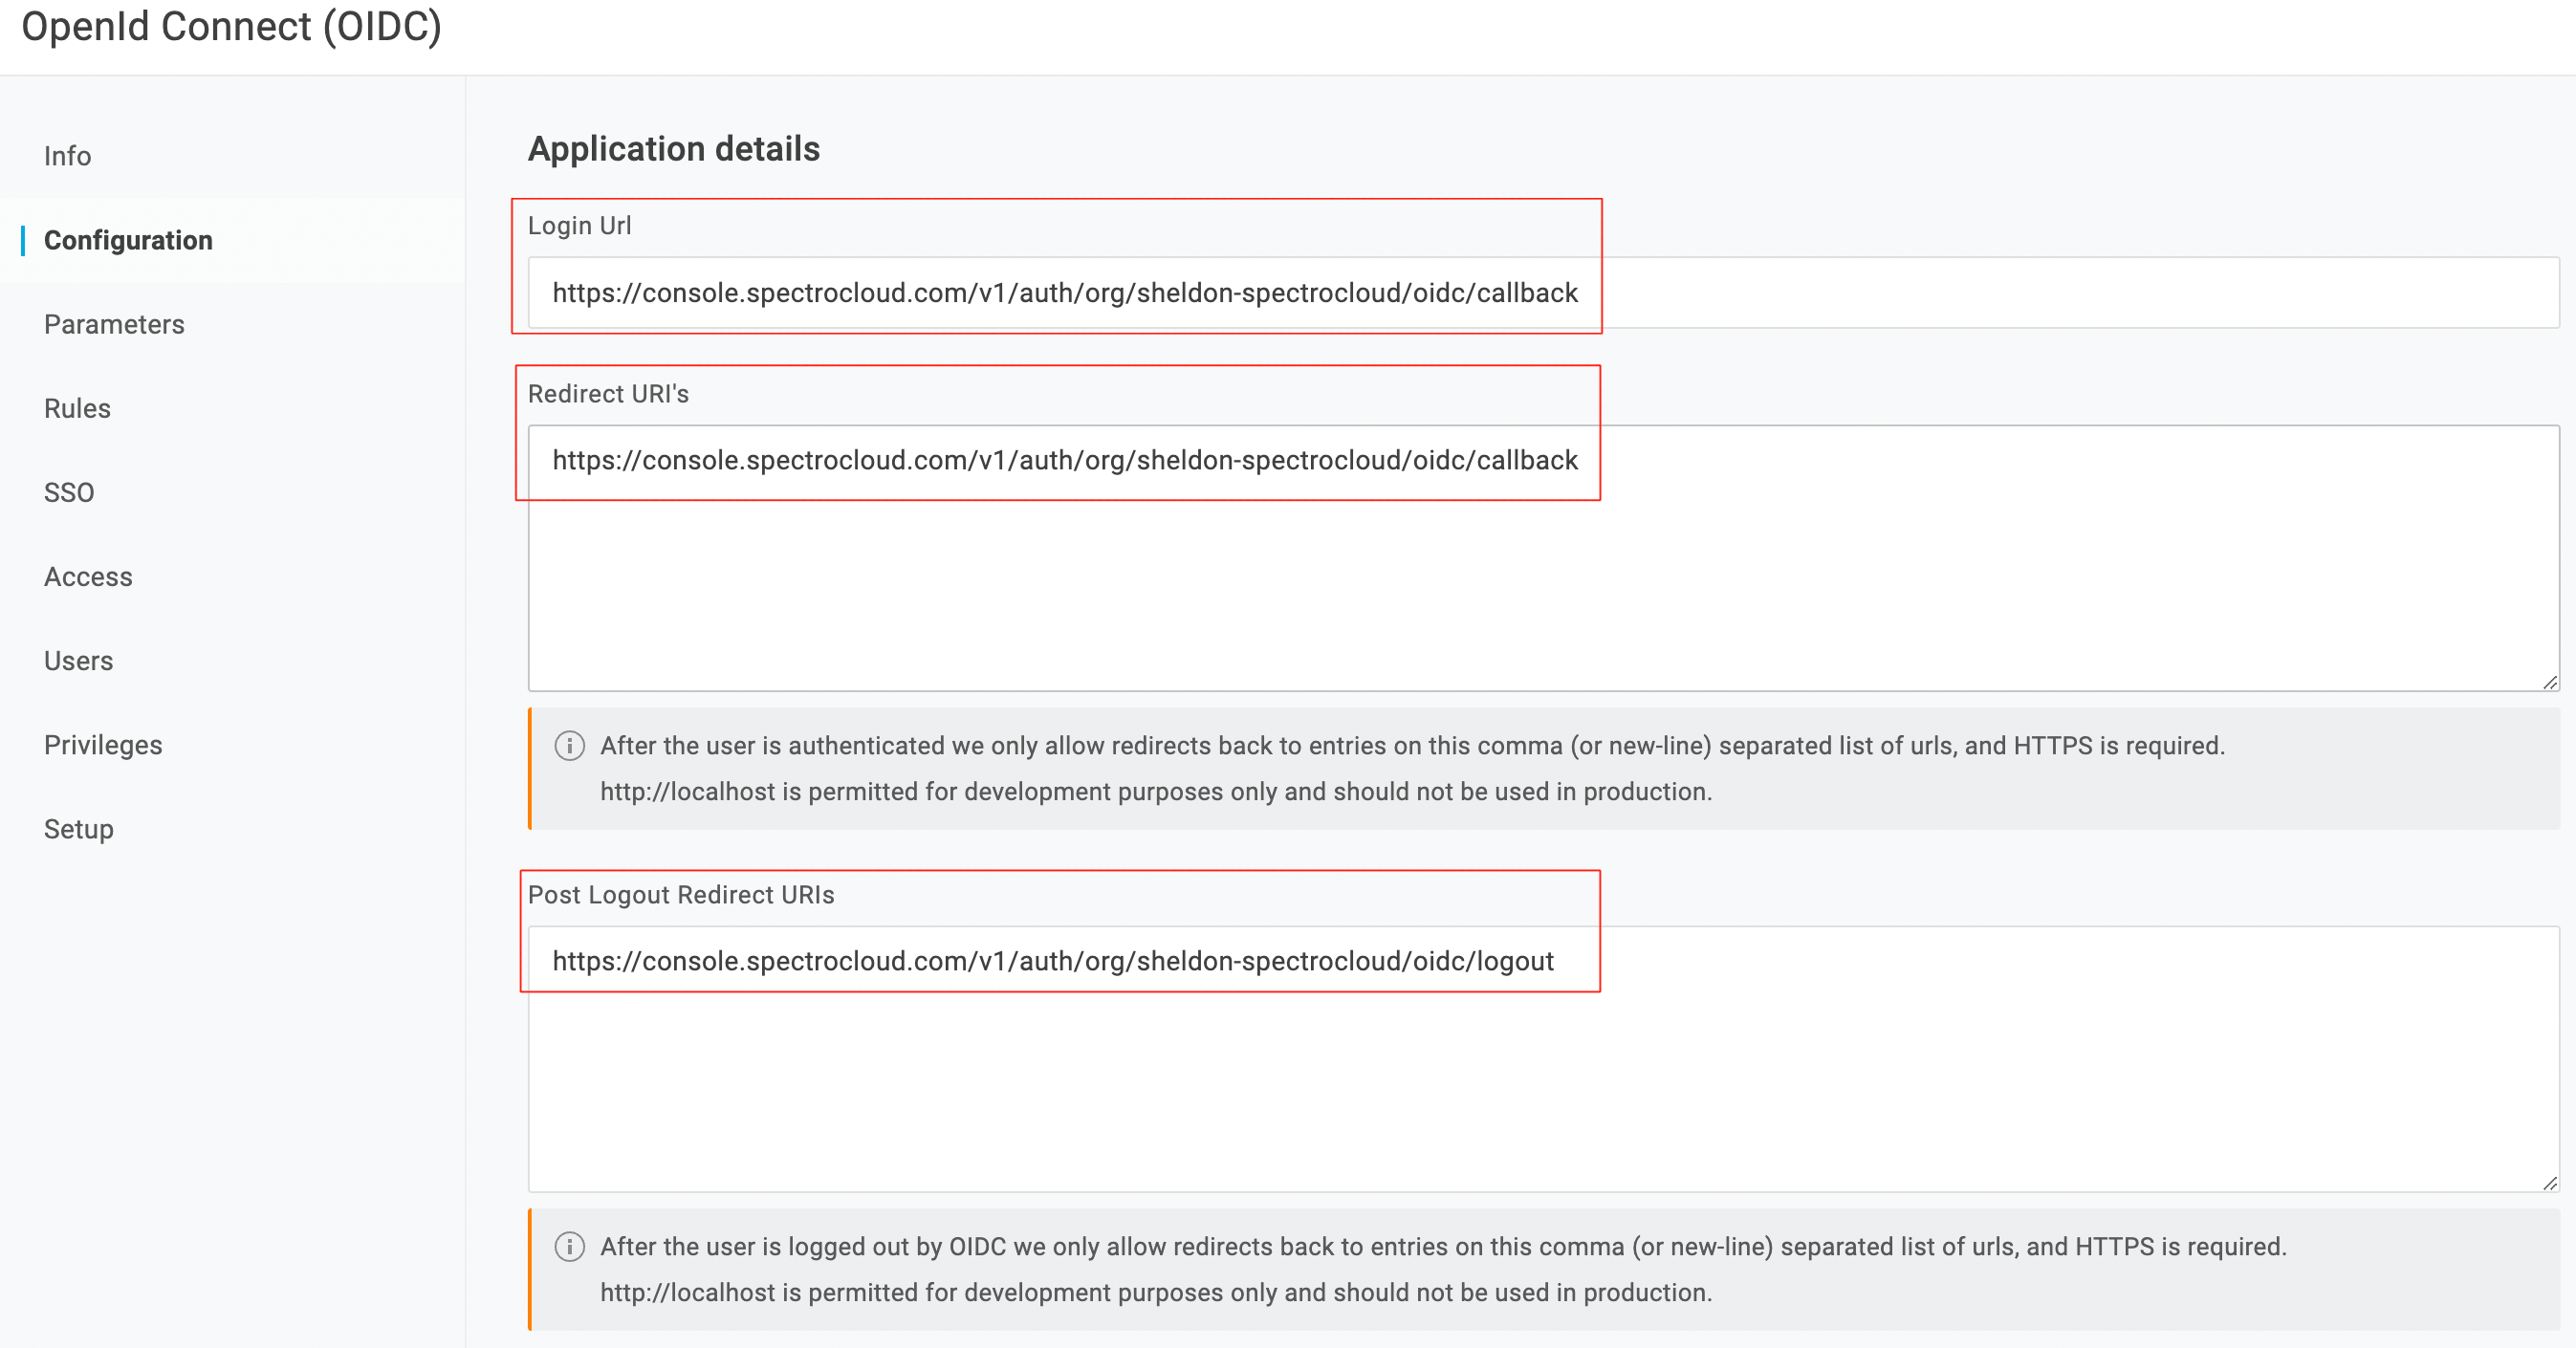 OpenId Connect (OIDC)
Info
Configuration
Parameters
Rules
SSO
Access
Users
Privileges
Setup
Application details
Login Url
https://console.spectrocloud.com/v1/auth/org/sheldon-spectrocloud/oidc/callback
Redirect URI's
https://console.spectrocloud.com/v1/auth/org/sheldon-spectrocloud/oidc/callback
After the user is authenticated we only allow redirects back to entries on this comma (or new-line) separated list of urls, and HTTPS is required.
http://localhost is permitted for development purposes only and should not be used in production.
Post Logout Redirect URIs
https://console.spectrocloud.com/v1/auth/org/sheldon-spectrocloud/oidc/logout
After the user is logged out by OIDC we only allow redirects back to entries on this comma (or new-line) separated list of urls, and HTTPS is required.
http://localhost is permitted for development purposes only and should not be used in production.